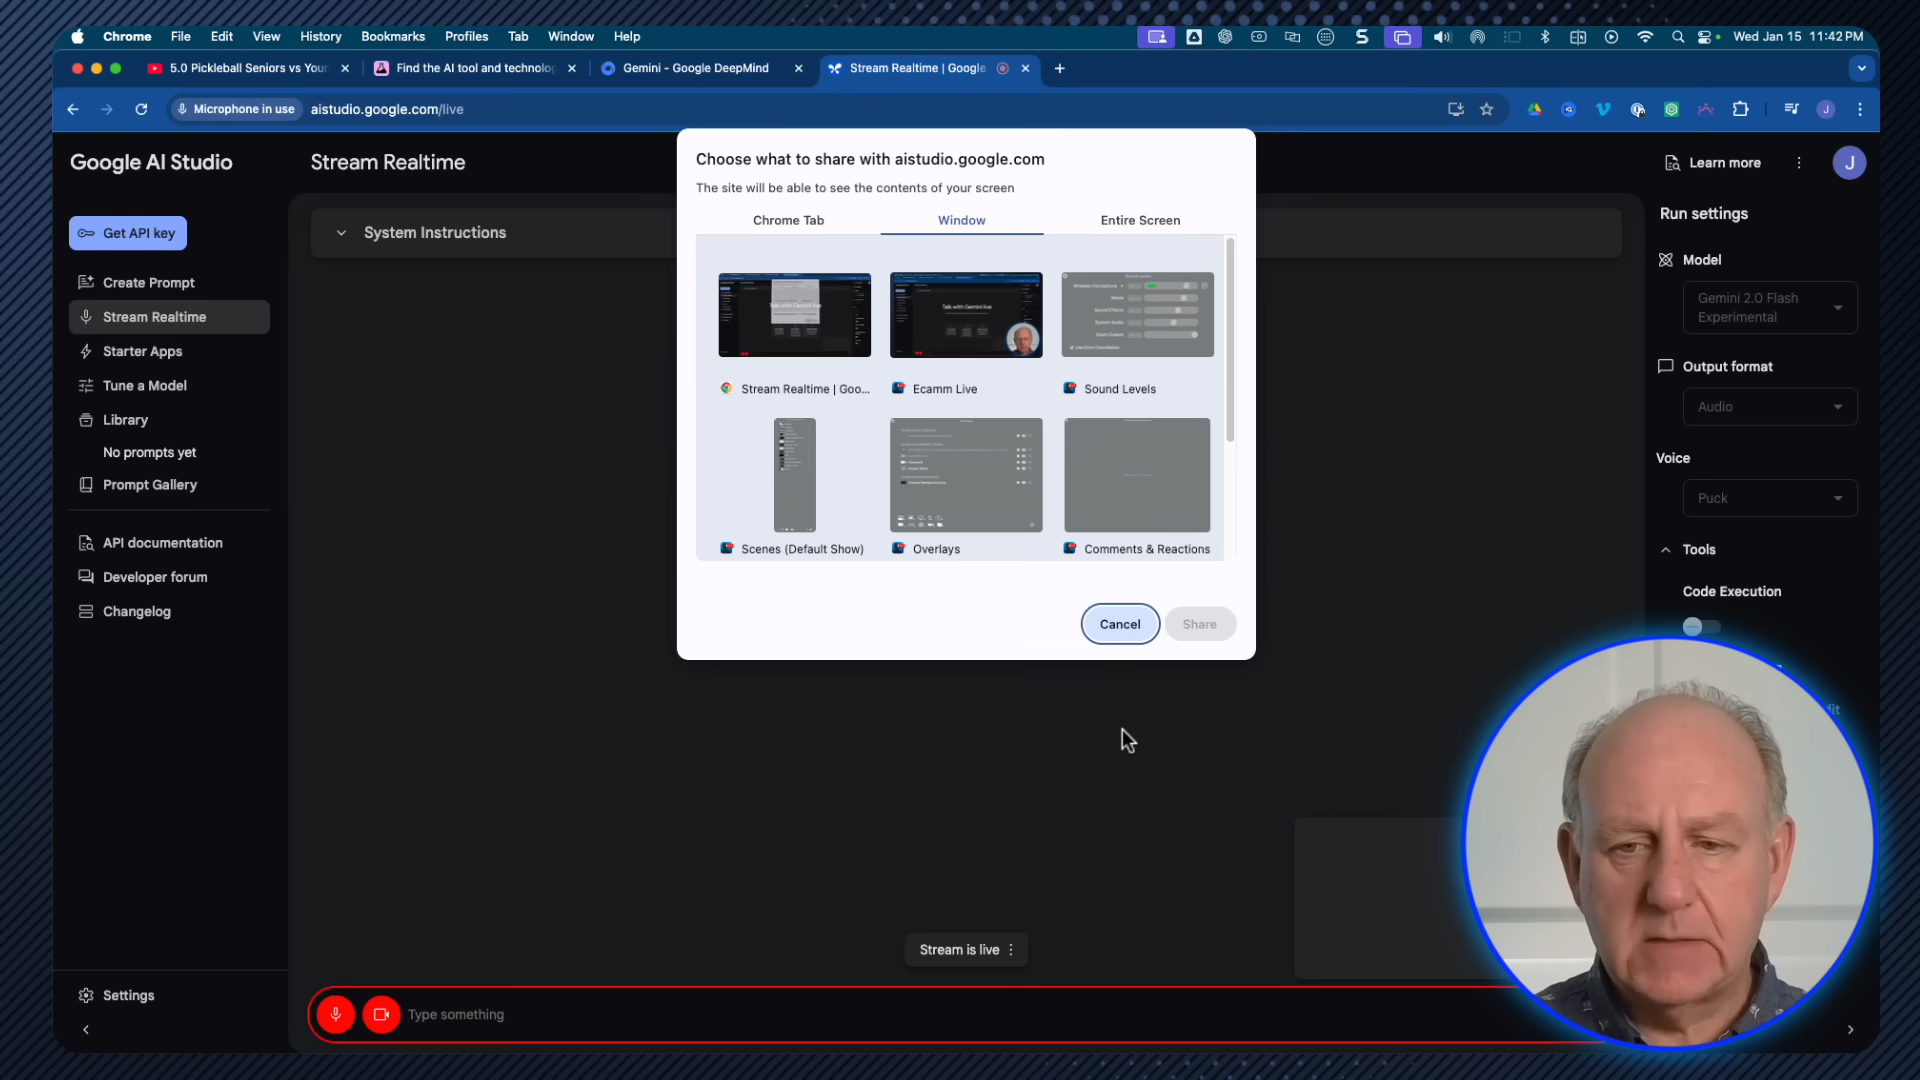 Chrome File Edit View History Bookmarks Profiles Tab Window Help Wed Jan 15 11:42 PM
5.0 Pickleball Seniors vs Your
Find the AI tool and technolog
Gemini - Google DeepMind
Stream Realtime | Google
Microphone in use aistudio.google.com/live
Google AI Studio
Stream Realtime
Learn more
J
Get API key
Create Prompt
Stream Realtime
Starter Apps
Tune a Model
Library
No prompts yet
Prompt Gallery
API documentation
Developer forum
Changelog
Settings
System Instructions
Choose what to share with aistudio.google.com
The site will be able to see the contents of your screen
Chrome Tab Window Entire Screen
Talk with Gemini live
Stream Realtime | Goo...
Ecamm Live
Sound Levels
Scenes (Default Show)
Overlays
Comments & Reactions
Cancel Share
Stream is live
Type something
Run settings
Model
Gemini 2.0 Flash
Experimental
Output format
Audio
Voice
Puck
Tools
Code Execution